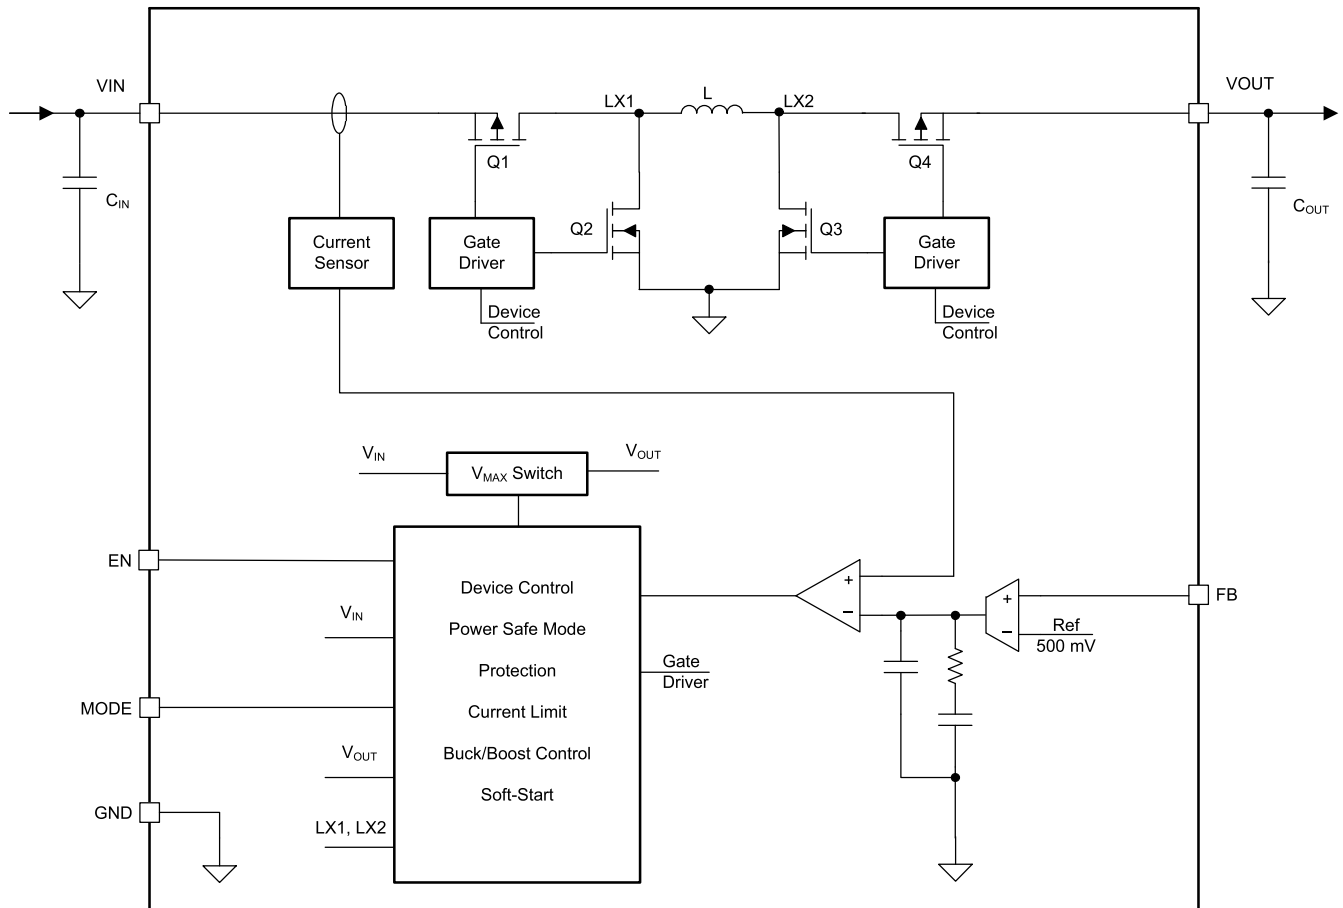 VIN
VOUT
LX1
L
LX2
Q1
Q4
CIN
COUT
Q2
Q3
Current
Sensor
Gate
Driver
Gate
Driver
Device
Control
Device
Control
VIN
VMAX Switch
VOUT
EN
Device Control
+
−
FB
+
−
Ref
500 mV
VIN
Power Safe Mode
Protection
Gate
Driver
MODE
Current Limit
VOUT
Buck/Boost Control
Soft-Start
GND
LX1, LX2